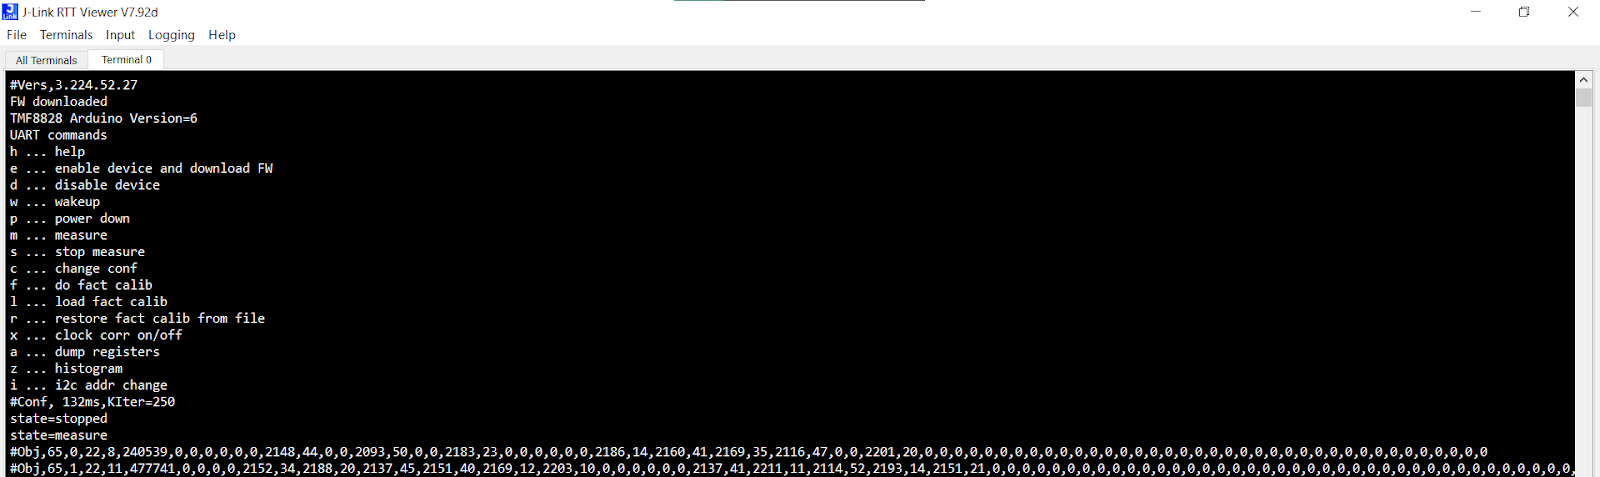 J-Link RTT Viewer V7.92d
File Terminals Input Logging Help
All Terminals Terminal 0
#Vers,3.224.52.27
FW downloaded
TMF8828 Arduino Version=6
UART commands
h ... help
e ... enable device and download FW
d ... disable device
w ... wakeup
p ... power down
m ... measure
s ... stop measure
c ... change conf
f ... do fact calib
l ... load fact calib
r ... restore fact calib from file
x ... clock corr on/off
a ... dump registers
z ... histogram
i ... i2c addr change
#Conf, 132ms,KIter=250
state=stopped
state=measure
#Obj,65,0,22,8,240539,0,0,0,0,0,0,2148,44,0,0,2093,50,0,0,2183,23,0,0,0,0,0,0,2186,14,2160,41,2169,35,2116,47,0,0,2201,20,0,0,0,0,0,0,0,0,0,0,0,0,0,0,0,0,0,0,0,0,0,0,0,0,0,0,0,0,0,0,0,0,0,0,0,0,0,0
#Obj,65,1,22,11,477741,0,0,0,0,2152,34,2188,20,2137,45,2151,40,2169,12,2203,10,0,0,0,0,0,0,2137,41,2211,11,2114,52,2193,14,2151,21,0,0,0,0,0,0,0,0,0,0,0,0,0,0,0,0,0,0,0,0,0,0,0,0,0,0,0,0,0,0,0,0,0,0,0,0,0,0,0,